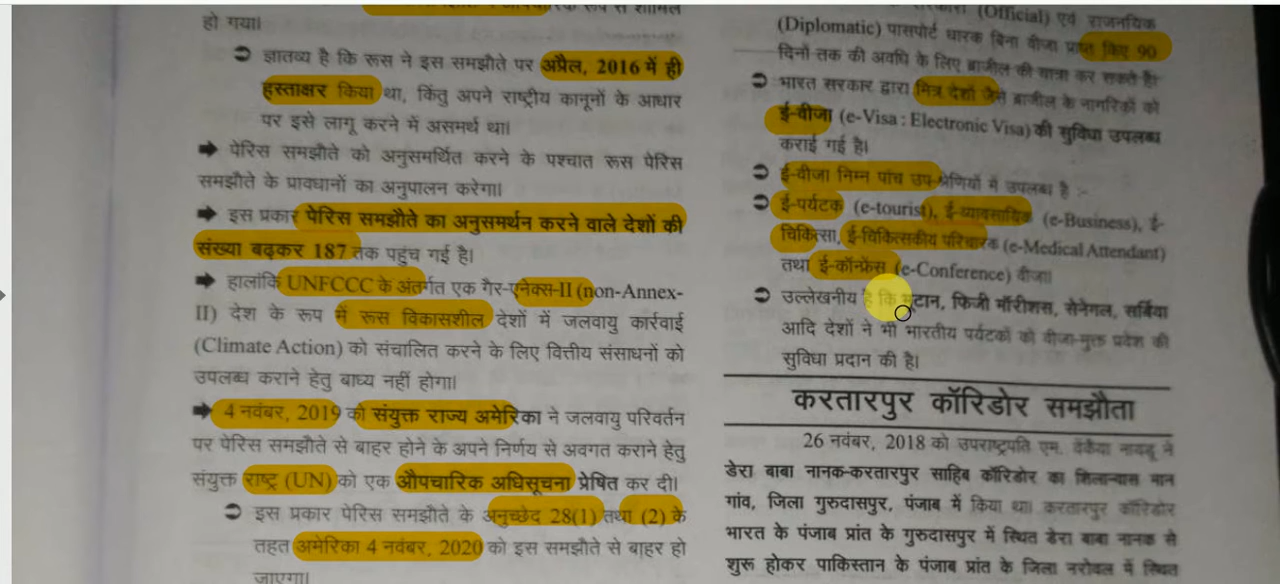 रूप से शामिल
हो गया।
➲ ज्ञातव्य है कि रूस ने इस समझौते पर अप्रैल, 2016 में ही
हस्ताक्षर किया था, किंतु अपने राष्ट्रीय कानूनों के आधार
पर इसे लागू करने में असमर्थ था।
➡ पेरिस समझौते को अनुसमर्थित करने के पश्चात रूस पेरिस
समझौते के प्रावधानों का अनुपालन करेगा।
➡ इस प्रकार पेरिस समझौते का अनुसमर्थन करने वाले देशों की
संख्या बढ़कर 187 तक पहुंच गई है।
➡ हालांकि UNFCCC के अंतर्गत एक गैर-एनेक्स-II (non-Annex-
II) देश के रूप में रूस विकासशील देशों में जलवायु कार्रवाई
(Climate Action) को संचालित करने के लिए वित्तीय संसाधनों को
उपलब्ध कराने हेतु बाध्य नहीं होगा।
➡ 4 नवंबर, 2019 को संयुक्त राज्य अमेरिका ने जलवायु परिवर्तन
पर पेरिस समझौते से बाहर होने के अपने निर्णय से अवगत कराने हेतु
संयुक्त राष्ट्र (UN) को एक औपचारिक अधिसूचना प्रेषित कर दी।
➲ इस प्रकार पेरिस समझौते के अनुच्छेद 28(1) तथा (2) के
तहत अमेरिका 4 नवंबर, 2020 को इस समझौते से बाहर हो
जाएगा।
(Official) एवं राजनयिक
(Diplomatic) पासपोर्ट धारक बिना वीजा प्राप्त किए 90
दिनों तक की अवधि के लिए ब्राजील की यात्रा कर सकते हैं।
➲ भारत सरकार द्वारा मित्र देशों जैसे ब्राजील के नागरिकों को
ई-वीजा (e-Visa : Electronic Visa) की सुविधा उपलब्ध
कराई गई है।
➲ ई-वीजा निम्न पांच उप-श्रेणियों में उपलब्ध है :-
➲ ई-पर्यटक (e-tourist), ई-व्यावसायिक (e-Business), ई-
चिकित्सा, ई-चिकित्सकीय परिचारक (e-Medical Attendant)
तथा ई-कॉन्फ्रेंस (e-Conference) वीजा।
➲ उल्लेखनीय है कि भूटान, फिजी मॉरीशस, सेनेगल, सर्बिया
आदि देशों ने भी भारतीय पर्यटकों को वीजा-मुक्त प्रवेश की
सुविधा प्रदान की है।
करतारपुर कॉरिडोर समझौता
26 नवंबर, 2018 को उपराष्ट्रपति एम. वेंकैया नायडू ने
डेरा बाबा नानक-करतारपुर साहिब कॉरिडोर का शिलान्यास मान
गांव, जिला गुरुदासपुर, पंजाब में किया था। करतारपुर कॉरिडोर
भारत के पंजाब प्रांत के गुरुदासपुर में स्थित डेरा बाबा नानक से
शुरू होकर पाकिस्तान के पंजाब प्रांत के जिला नरोवल में स्थित